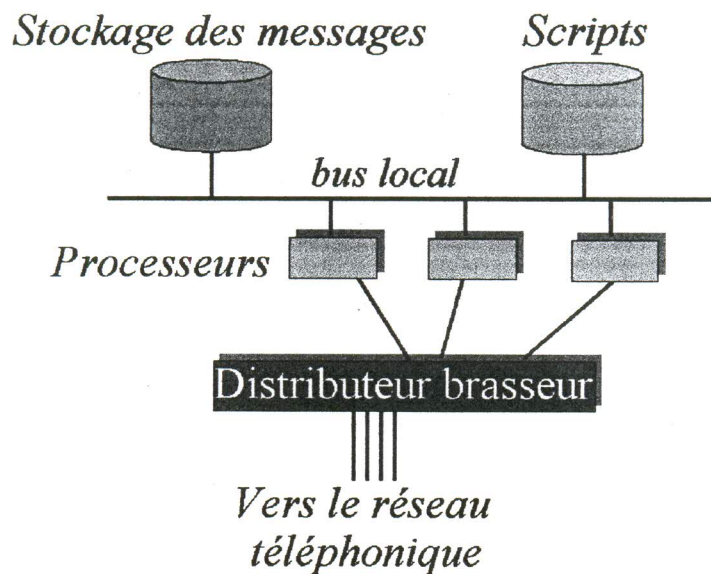 Stockage des messages
Scripts
bus local
Processeurs
Distributeur brasseur
Vers le réseau
téléphonique